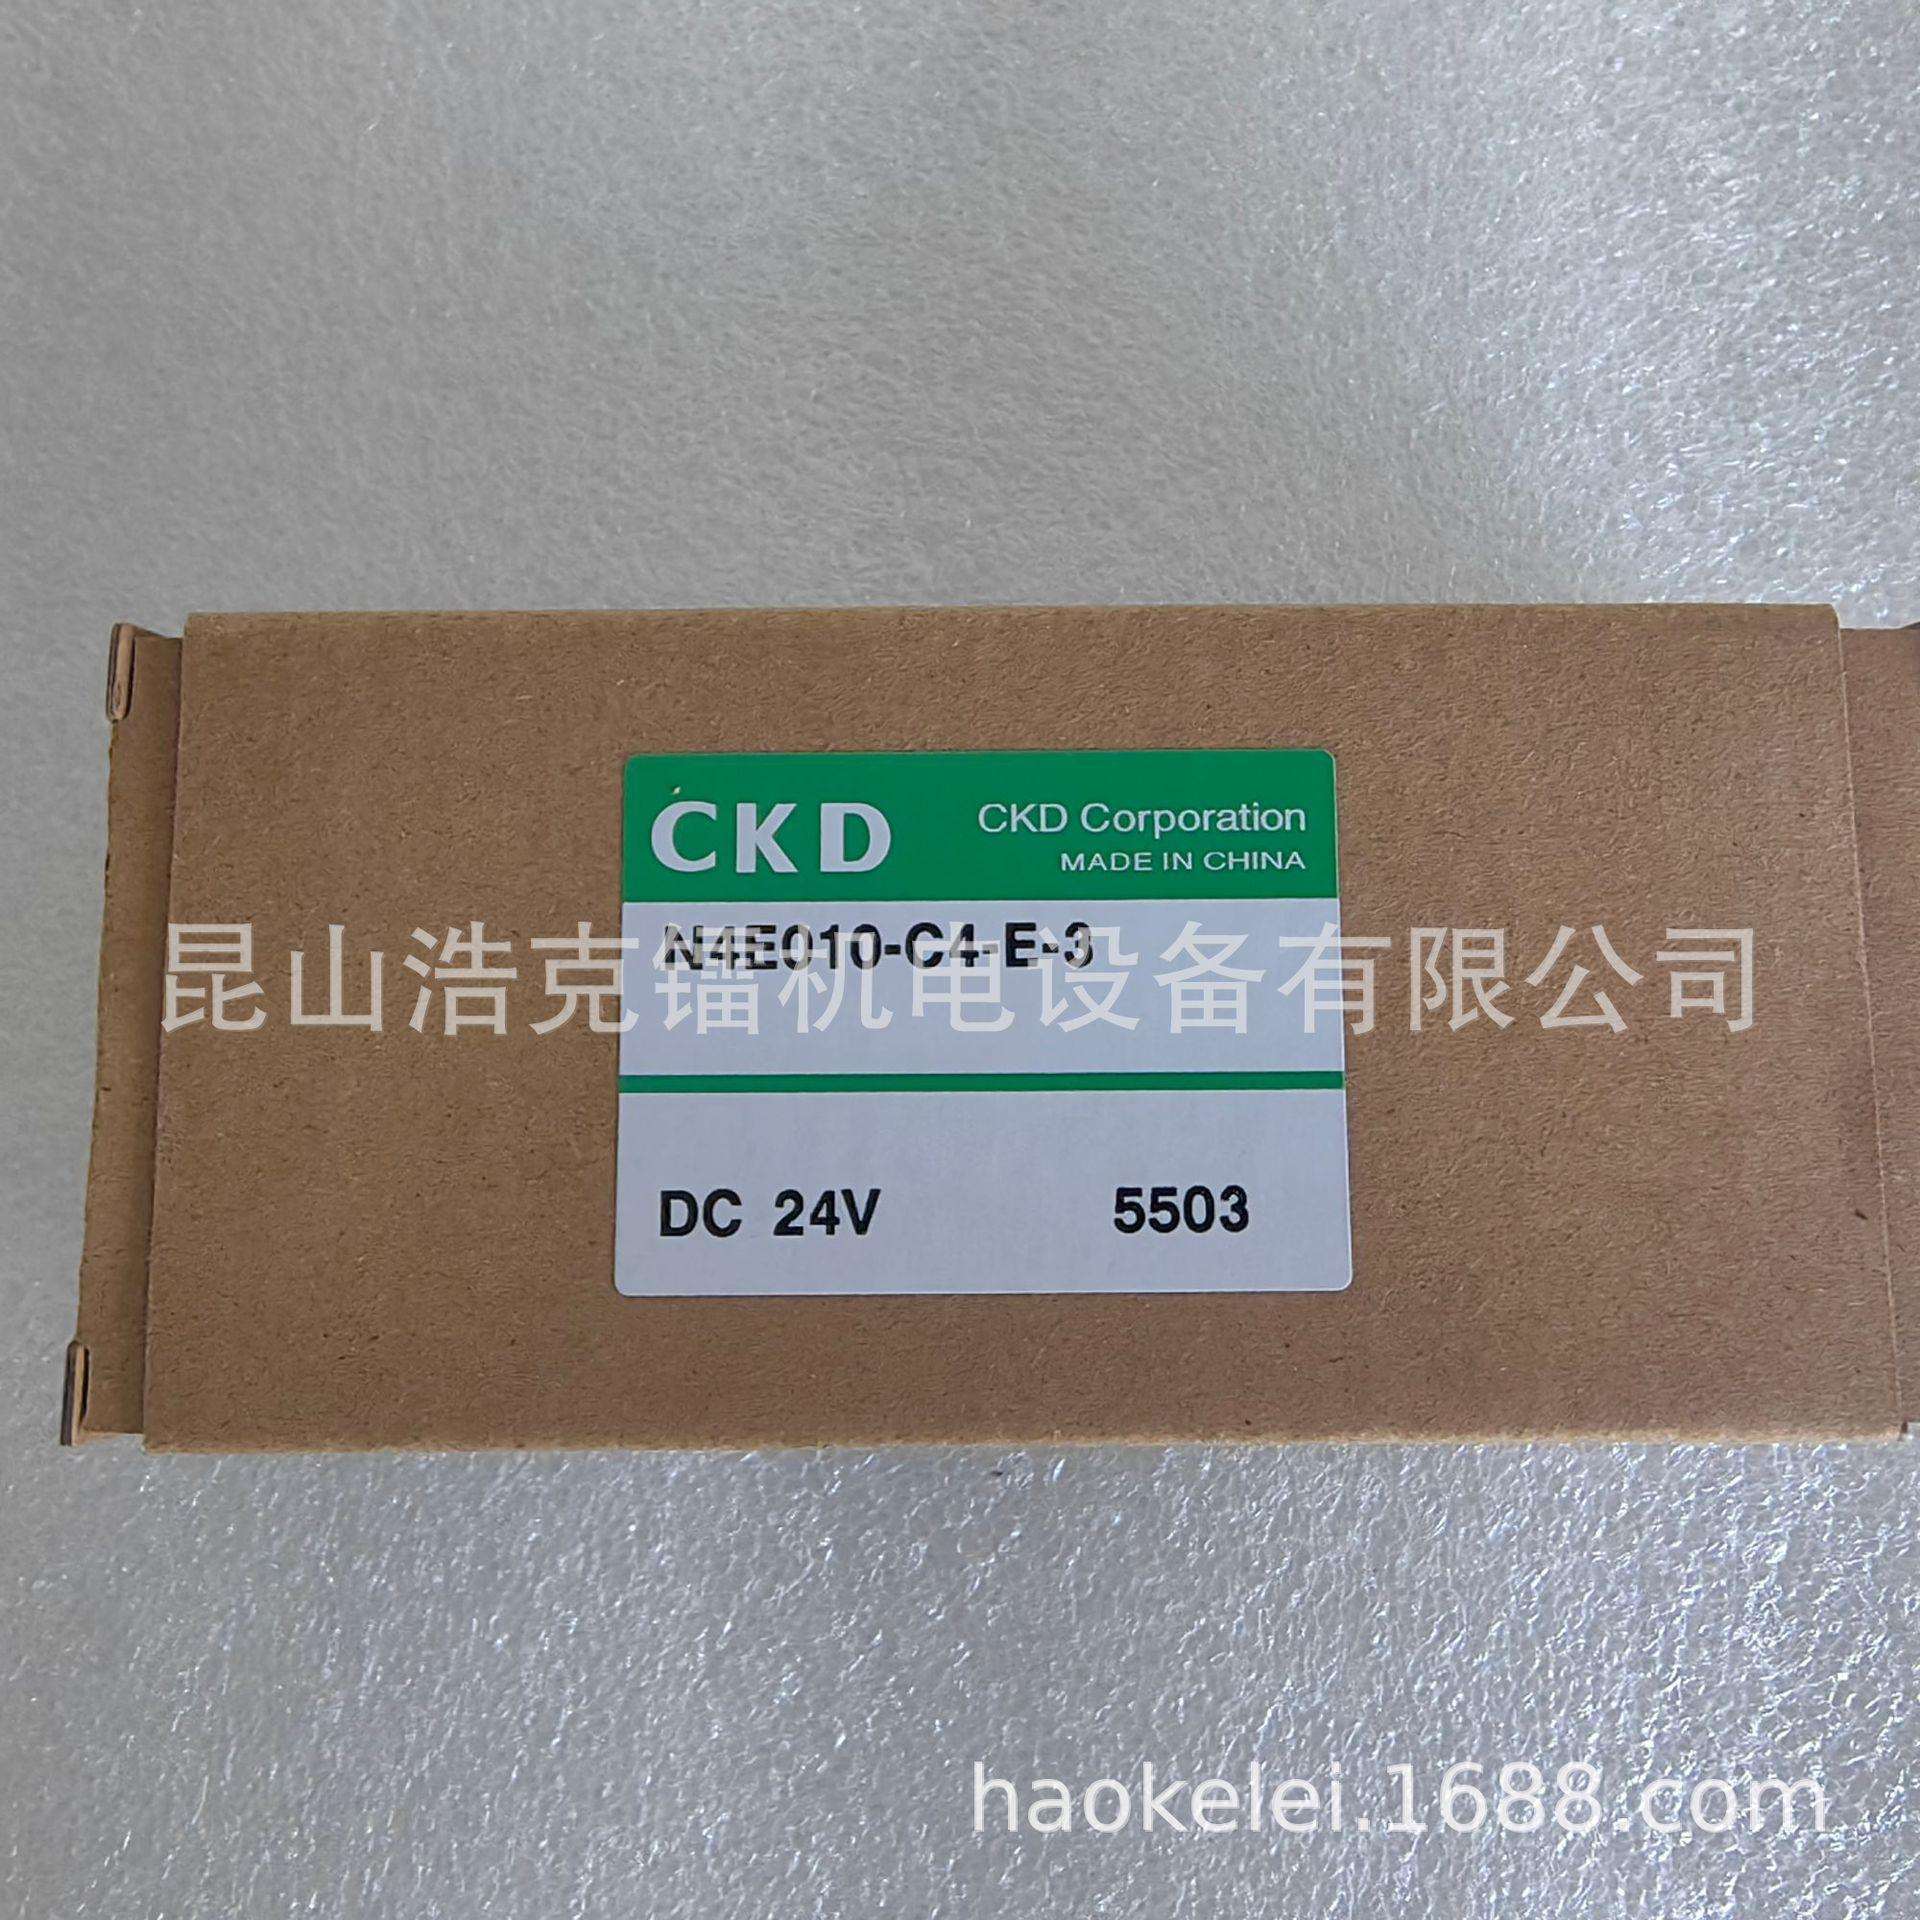 CKD
CKD Corporation
MADE IN CHINA
N4E010-C4-E-3
昆山浩克镭机电设备有限公司
DC 24V
5503
haokelei.1688.com